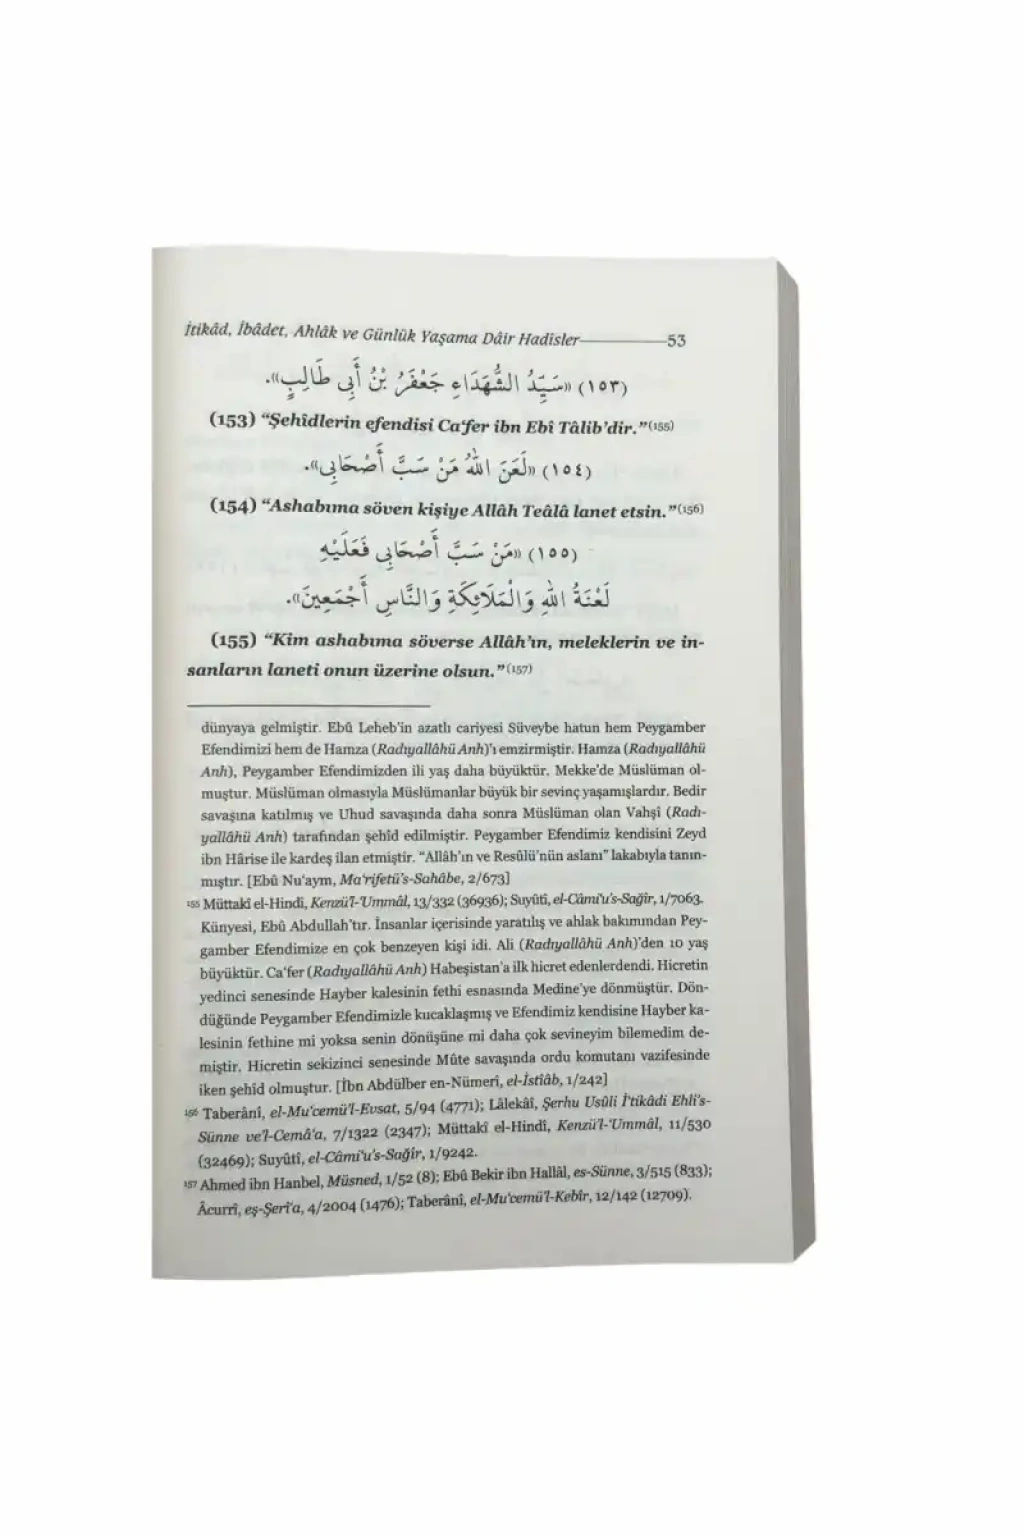 İtikâd, İbâdet, Ahlâk ve Günlük Yaşama Dâir Hadisler 53
(١٥٣) «سَيِّدُ الشُّهَدَاءِ جَعْفَرُ بْنُ أَبِى طَالِبٍ».
(153) “Şehîdlerin efendisi Ca‘fer ibn Ebî Tâlib’dir.”(155)
(١٥٤) «لَعَنَ اللهُ مَنْ سَبَّ أَصْحَابِى».
(154) “Ashabıma söven kişiye Allâh Teâlâ lanet etsin.”(156)
(١٥٥) «مَنْ سَبَّ أَصْحَابِى فَعَلَيْهِ
لَعْنَةُ اللهِ وَالْمَلَائِكَةِ وَالنَّاسِ أَجْمَعِينَ».
(155) “Kim ashabıma söverse Allâh’ın, meleklerin ve in-
sanların laneti onun üzerine olsun.”(157)
dünyaya gelmiştir. Ebû Leheb’in azatlı cariyesi Süveybe hatun hem Peygamber
Efendimizi hem de Hamza (Radıyallâhü Anh)’ı emzirmiştir. Hamza (Radıyallâhü
Anh), Peygamber Efendimizden ili yaş daha büyüktür. Mekke’de Müslüman ol-
muştur. Müslüman olmasıyla Müslümanlar büyük bir sevinç yaşamışlardır. Bedir
savaşına katılmış ve Uhud savaşında daha sonra Müslüman olan Vahşî (Radı-
yallâhü Anh) tarafından şehîd edilmiştir. Peygamber Efendimiz kendisini Zeyd
ibn Hârise ile kardeş ilan etmiştir. “Allâh’ın ve Resûlü’nün aslanı” lakabıyla tanın-
mıştır. [Ebû Nu‘aym, Ma‘rifetü’s-Sahâbe, 2/673]
155 Müttakî el-Hindî, Kenzü’l-‘Ummâl, 13/332 (36936); Suyûtî, el-Câmi‘u’s-Sağîr, 1/7063.
Künyesi, Ebû Abdullah’tır. İnsanlar içerisinde yaratılış ve ahlak bakımından Pey-
gamber Efendimize en çok benzeyen kişi idi. Ali (Radıyallâhü Anh)’den 10 yaş
büyüktür. Ca‘fer (Radıyallâhü Anh) Habeşistan’a ilk hicret edenlerdendi. Hicretin
yedinci senesinde Hayber kalesinin fethi esnasında Medine’ye dönmüştür. Dön-
düğünde Peygamber Efendimizle kucaklaşmış ve Efendimiz kendisine Hayber ka-
lesinin fethine mi yoksa senin dönüşüne mi daha çok sevineyim bilemedim de-
miştir. Hicretin sekizinci senesinde Mûte savaşında ordu komutanı vazifesinde
iken şehîd olmuştur. [İbn Abdülber en-Nümerî, el-İstîâb, 1/242]
156 Taberânî, el-Mu‘cemü’l-Evsat, 5/94 (4771); Lâlekâî, Şerhu Usûli İ‘tikâdi Ehli’s-
Sünne ve’l-Cemâ‘a, 7/1322 (2347); Müttakî el-Hindî, Kenzü’l-‘Ummâl, 11/530
(32469); Suyûtî, el-Câmi‘u’s-Sağîr, 1/9242.
157 Ahmed ibn Hanbel, Müsned, 1/52 (8); Ebû Bekir ibn Hallâl, es-Sünne, 3/515 (833);
Âcurrî, eş-Şerî‘a, 4/2004 (1476); Taberânî, el-Mu‘cemü’l-Kebîr, 12/142 (12709).